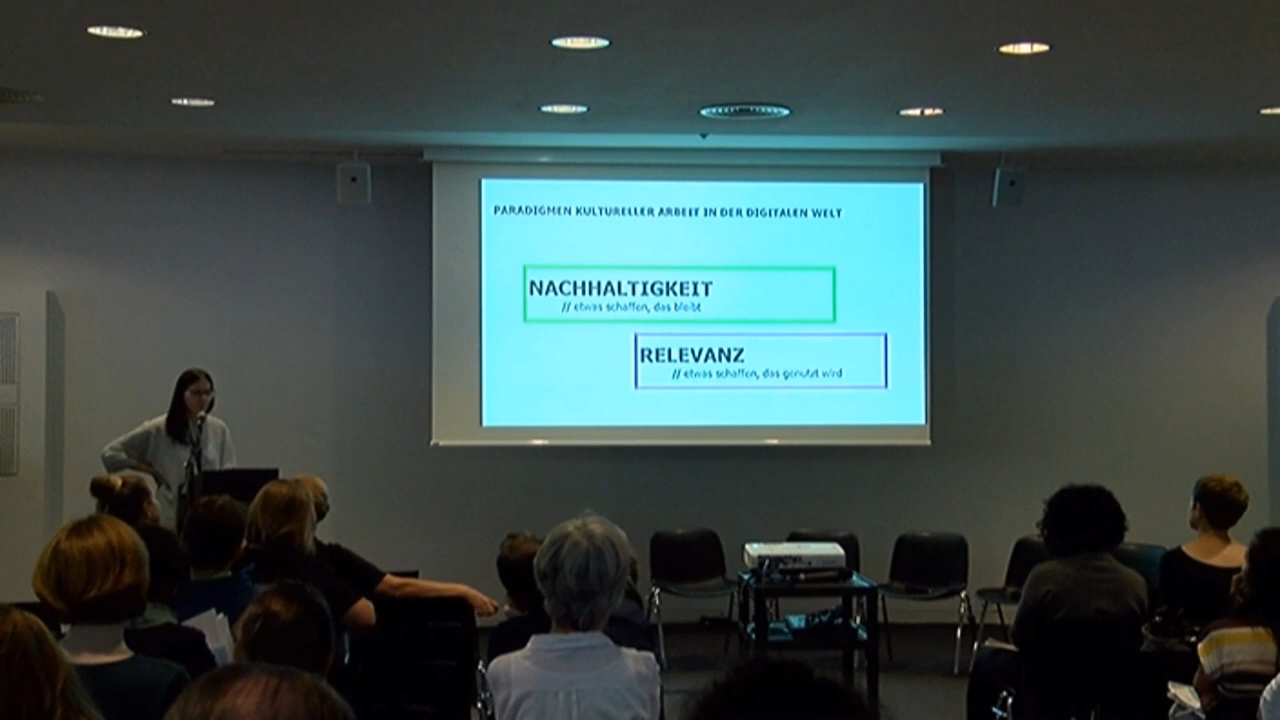 PARADIGMEN KULTURELLER ARBEIT IN DER DIGITALEN WELT
NACHHALTIGKEIT
// etwas schaffen, das bleibt
RELEVANZ
// etwas schaffen, das genutzt wird